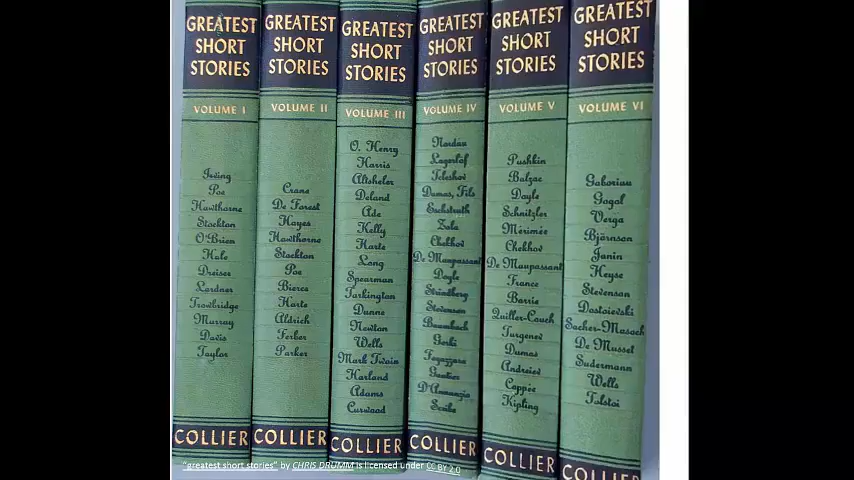 GREATEST
SHORT
STORIES
VOLUME I
Irving
Poe
Hawthorne
Stockton
O'Brien
Hale
Dreiser
Lardner
Trowbridge
Murray
Davis
Taylor
COLLIER
GREATEST
SHORT
STORIES
VOLUME II
Crane
De Forest
Hayes
Hawthorne
Stockton
Poe
Bierce
Harte
Aldrich
Ferber
Parker
COLLIER
GREATEST
SHORT
STORIES
VOLUME III
O. Henry
Harris
Altsheler
Deland
Ade
Kelly
Harte
Long
Spearman
Tarkington
Dunne
Newton
Wells
Mark Twain
Harland
Adams
Curwood
COLLIER
GREATEST
SHORT
STORIES
VOLUME IV
Nordau
Lagerlof
Teleshov
Dumas, Fils
Eschstruth
Zola
Chekhov
De Maupassant
Doyle
Strindberg
Stevenson
Baumbach
Gorki
Fogazzaro
Gautier
D'Annunzio
Scribe
COLLIER
GREATEST
SHORT
STORIES
VOLUME V
Pushkin
Balzac
Doyle
Schnitzler
Mérimée
Chekhov
De Maupassant
France
Barrie
Quiller-Couch
Turgenev
Dumas
Andreiev
Coppée
Kipling
COLLIER
GREATEST
SHORT
STORIES
VOLUME VI
Gaboriau
Gogol
Verga
Björnson
Janin
Heyse
Stevenson
Dostoievski
Sacher-Masoch
De Musset
Sudermann
Wells
Tolstoi
COLLIER
"greatest short stories" by CHRIS DRUMM is licensed under CC BY 2.0